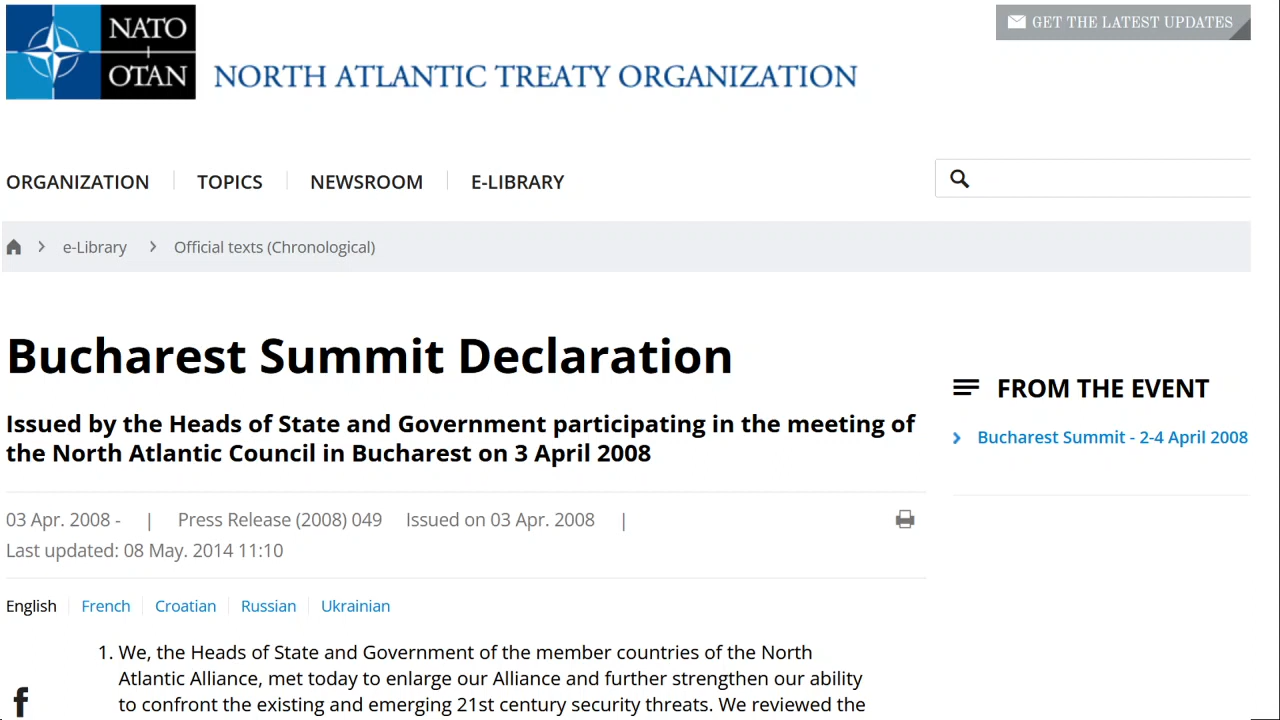 NATO
OTAN
NORTH ATLANTIC TREATY ORGANIZATION
GET THE LATEST UPDATES
ORGANIZATION
TOPICS
NEWSROOM
E-LIBRARY
e-Library
Official texts (Chronological)
Bucharest Summit Declaration
Issued by the Heads of State and Government participating in the meeting of
the North Atlantic Council in Bucharest on 3 April 2008
03 Apr. 2008 - | Press Release (2008) 049 Issued on 03 Apr. 2008 |
Last updated: 08 May. 2014 11:10
English French Croatian Russian Ukrainian
1. We, the Heads of State and Government of the member countries of the North
Atlantic Alliance, met today to enlarge our Alliance and further strengthen our ability
to confront the existing and emerging 21st century security threats. We reviewed the
FROM THE EVENT
Bucharest Summit - 2-4 April 2008